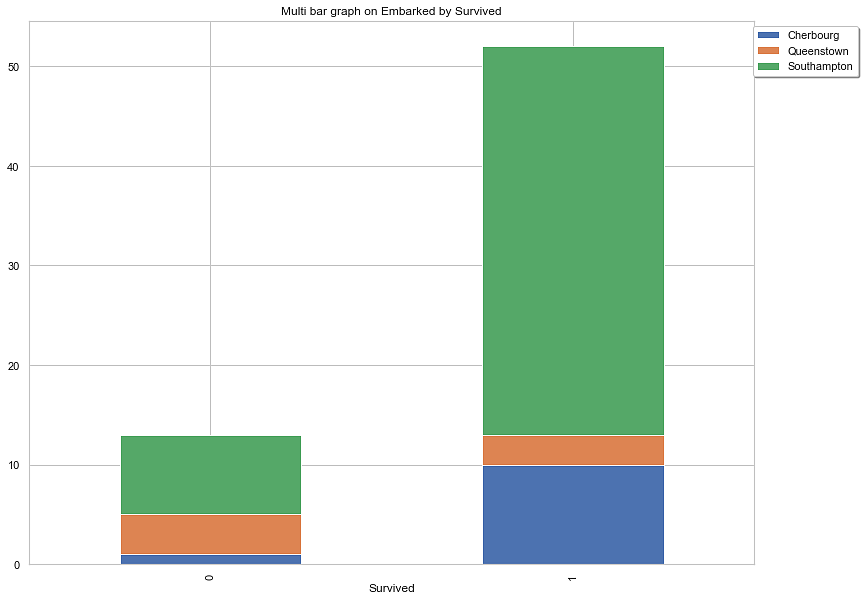 Multi bar graph on Embarked by Survived
Cherbourg
Queenstown
Southampton
50
40
30
20
10
0
0
1
Survived